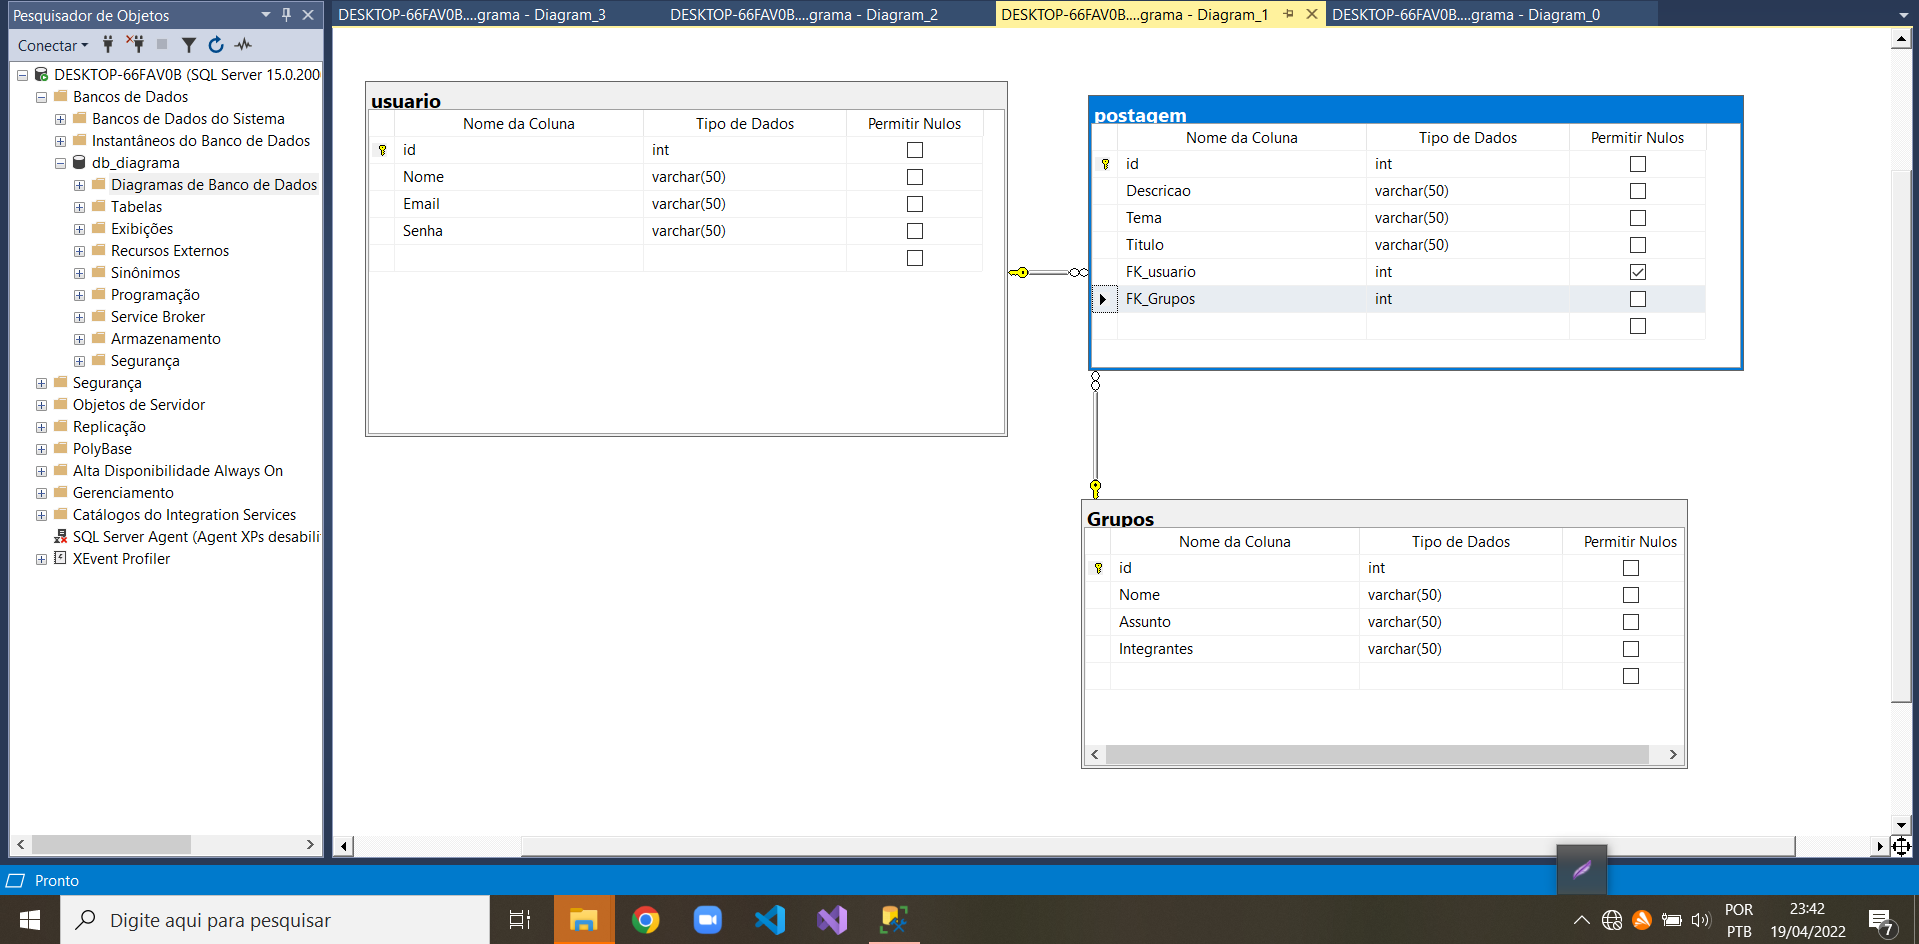 Pesquisador de Objetos
DESKTOP-66FAV0B....grama - Diagram_3
DESKTOP-66FAV0B....grama - Diagram_2
DESKTOP-66FAV0B....grama - Diagram_1
DESKTOP-66FAV0B....grama - Diagram_0
Conectar
DESKTOP-66FAV0B (SQL Server 15.0.200
Bancos de Dados
Bancos de Dados do Sistema
Instantâneos do Banco de Dados
db_diagrama
Diagramas de Banco de Dados
Tabelas
Exibições
Recursos Externos
Sinônimos
Programação
Service Broker
Armazenamento
Segurança
Segurança
Objetos de Servidor
Replicação
PolyBase
Alta Disponibilidade Always On
Gerenciamento
Catálogos do Integration Services
SQL Server Agent (Agent XPs desabili
XEvent Profiler
usuario
Nome da Coluna Tipo de Dados Permitir Nulos
id int
Nome varchar(50)
Email varchar(50)
Senha varchar(50)
postagem
Nome da Coluna Tipo de Dados Permitir Nulos
id int
Descricao varchar(50)
Tema varchar(50)
Titulo varchar(50)
FK_usuario int
FK_Grupos int
Grupos
Nome da Coluna Tipo de Dados Permitir Nulos
id int
Nome varchar(50)
Assunto varchar(50)
Integrantes varchar(50)
Pronto
Digite aqui para pesquisar
POR
PTB
23:42
19/04/2022
7